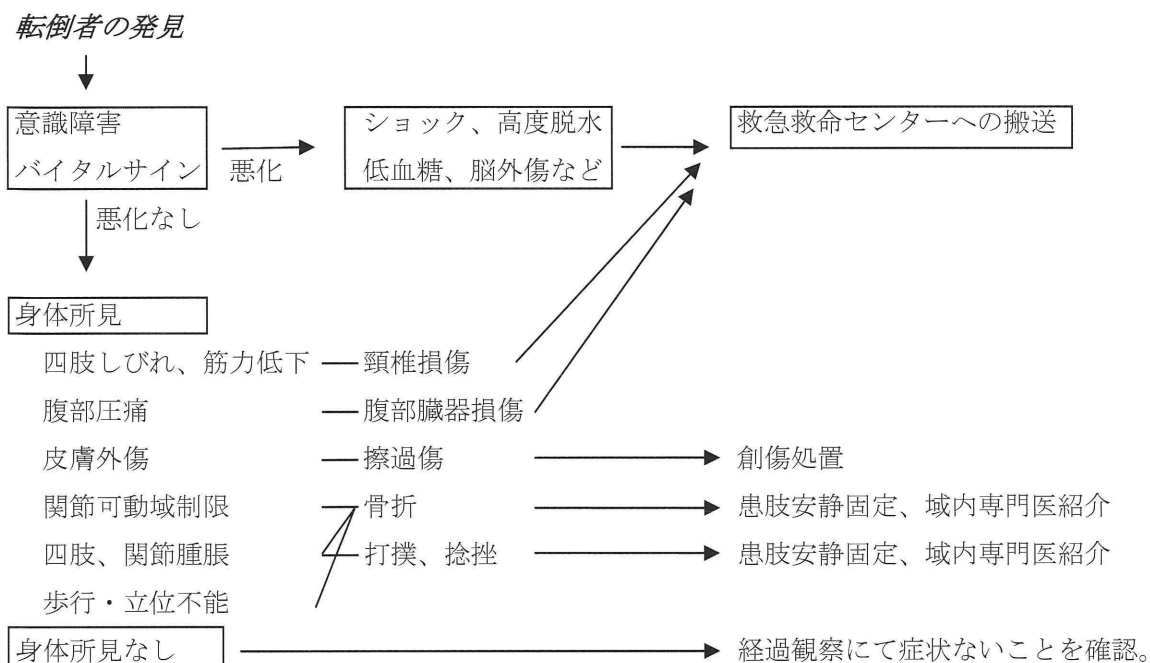 転倒者の発見
意識障害
バイタルサイン
悪化
ショック、高度脱水
低血糖、脳外傷など
救急救命センターへの搬送
悪化なし
身体所見
四肢しびれ、筋力低下 頸椎損傷
腹部圧痛 腹部臓器損傷
皮膚外傷 擦過傷 創傷処置
関節可動域制限 骨折 患肢安静固定、域内専門医紹介
四肢、関節腫脹 打撲、捻挫 患肢安静固定、域内専門医紹介
歩行・立位不能
身体所見なし 経過観察にて症状ないことを確認。